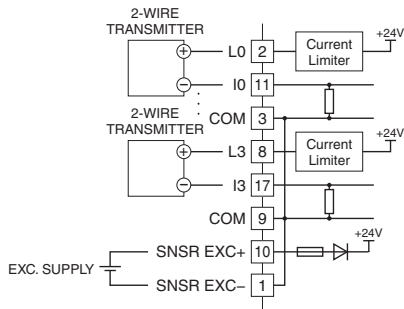 2-WIRE
TRANSMITTER
+
−
L0
2
Current
Limiter
+24V
I0
11
COM
3
2-WIRE
TRANSMITTER
+
−
L3
8
Current
Limiter
+24V
I3
17
COM
9
EXC. SUPPLY
SNSR EXC+
10
+24V
SNSR EXC−
1